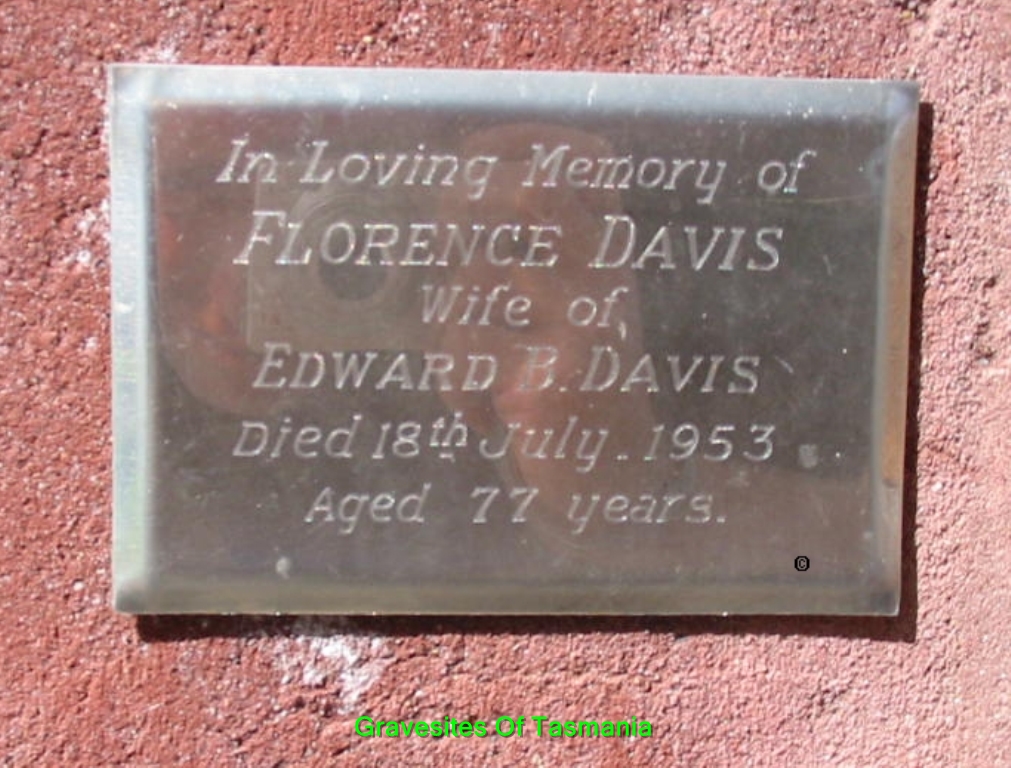 In Loving Memory of
FLORENCE DAVIS
Wife of,
EDWARD B. DAVIS
Died 18th July. 1953
Aged 77 years.
©
Gravesites Of Tasmania